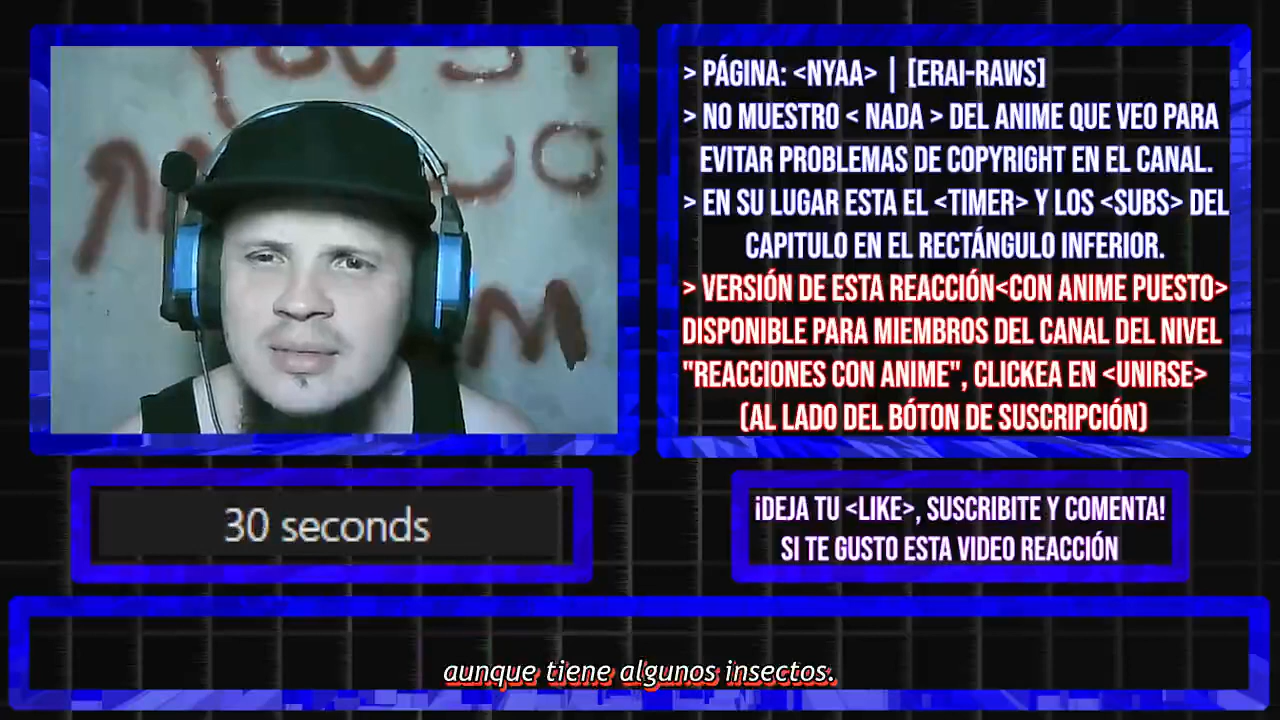 YOU ST
> PÁGINA: <NYAA> | [ERAI-RAWS]
> NO MUESTRO < NADA > DEL ANIME QUE VEO PARA
EVITAR PROBLEMAS DE COPYRIGHT EN EL CANAL.
> EN SU LUGAR ESTA EL <TIMER> Y LOS <SUBS> DEL
CAPITULO EN EL RECTÁNGULO INFERIOR.
> VERSIÓN DE ESTA REACCIÓN<CON ANIME PUESTO>
DISPONIBLE PARA MIEMBROS DEL CANAL DEL NIVEL
"REACCIONES CON ANIME", CLICKEA EN <UNIRSE>
(AL LADO DEL BÓTON DE SUSCRIPCIÓN)
30 seconds
¡DEJA TU <LIKE>, SUSCRIBITE Y COMENTA!
SI TE GUSTO ESTA VIDEO REACCIÓN
aunque tiene algunos insectos.